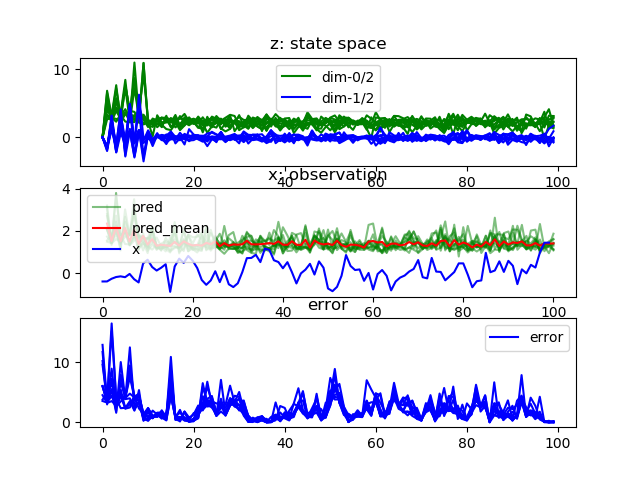 z: state space
10
0
dim-0/2
dim-1/2
0 20 40 60 80 100
x: observation
4
2
0
pred
pred_mean
x
0 20 40 60 80 100
error
10
0
error
0 20 40 60 80 100